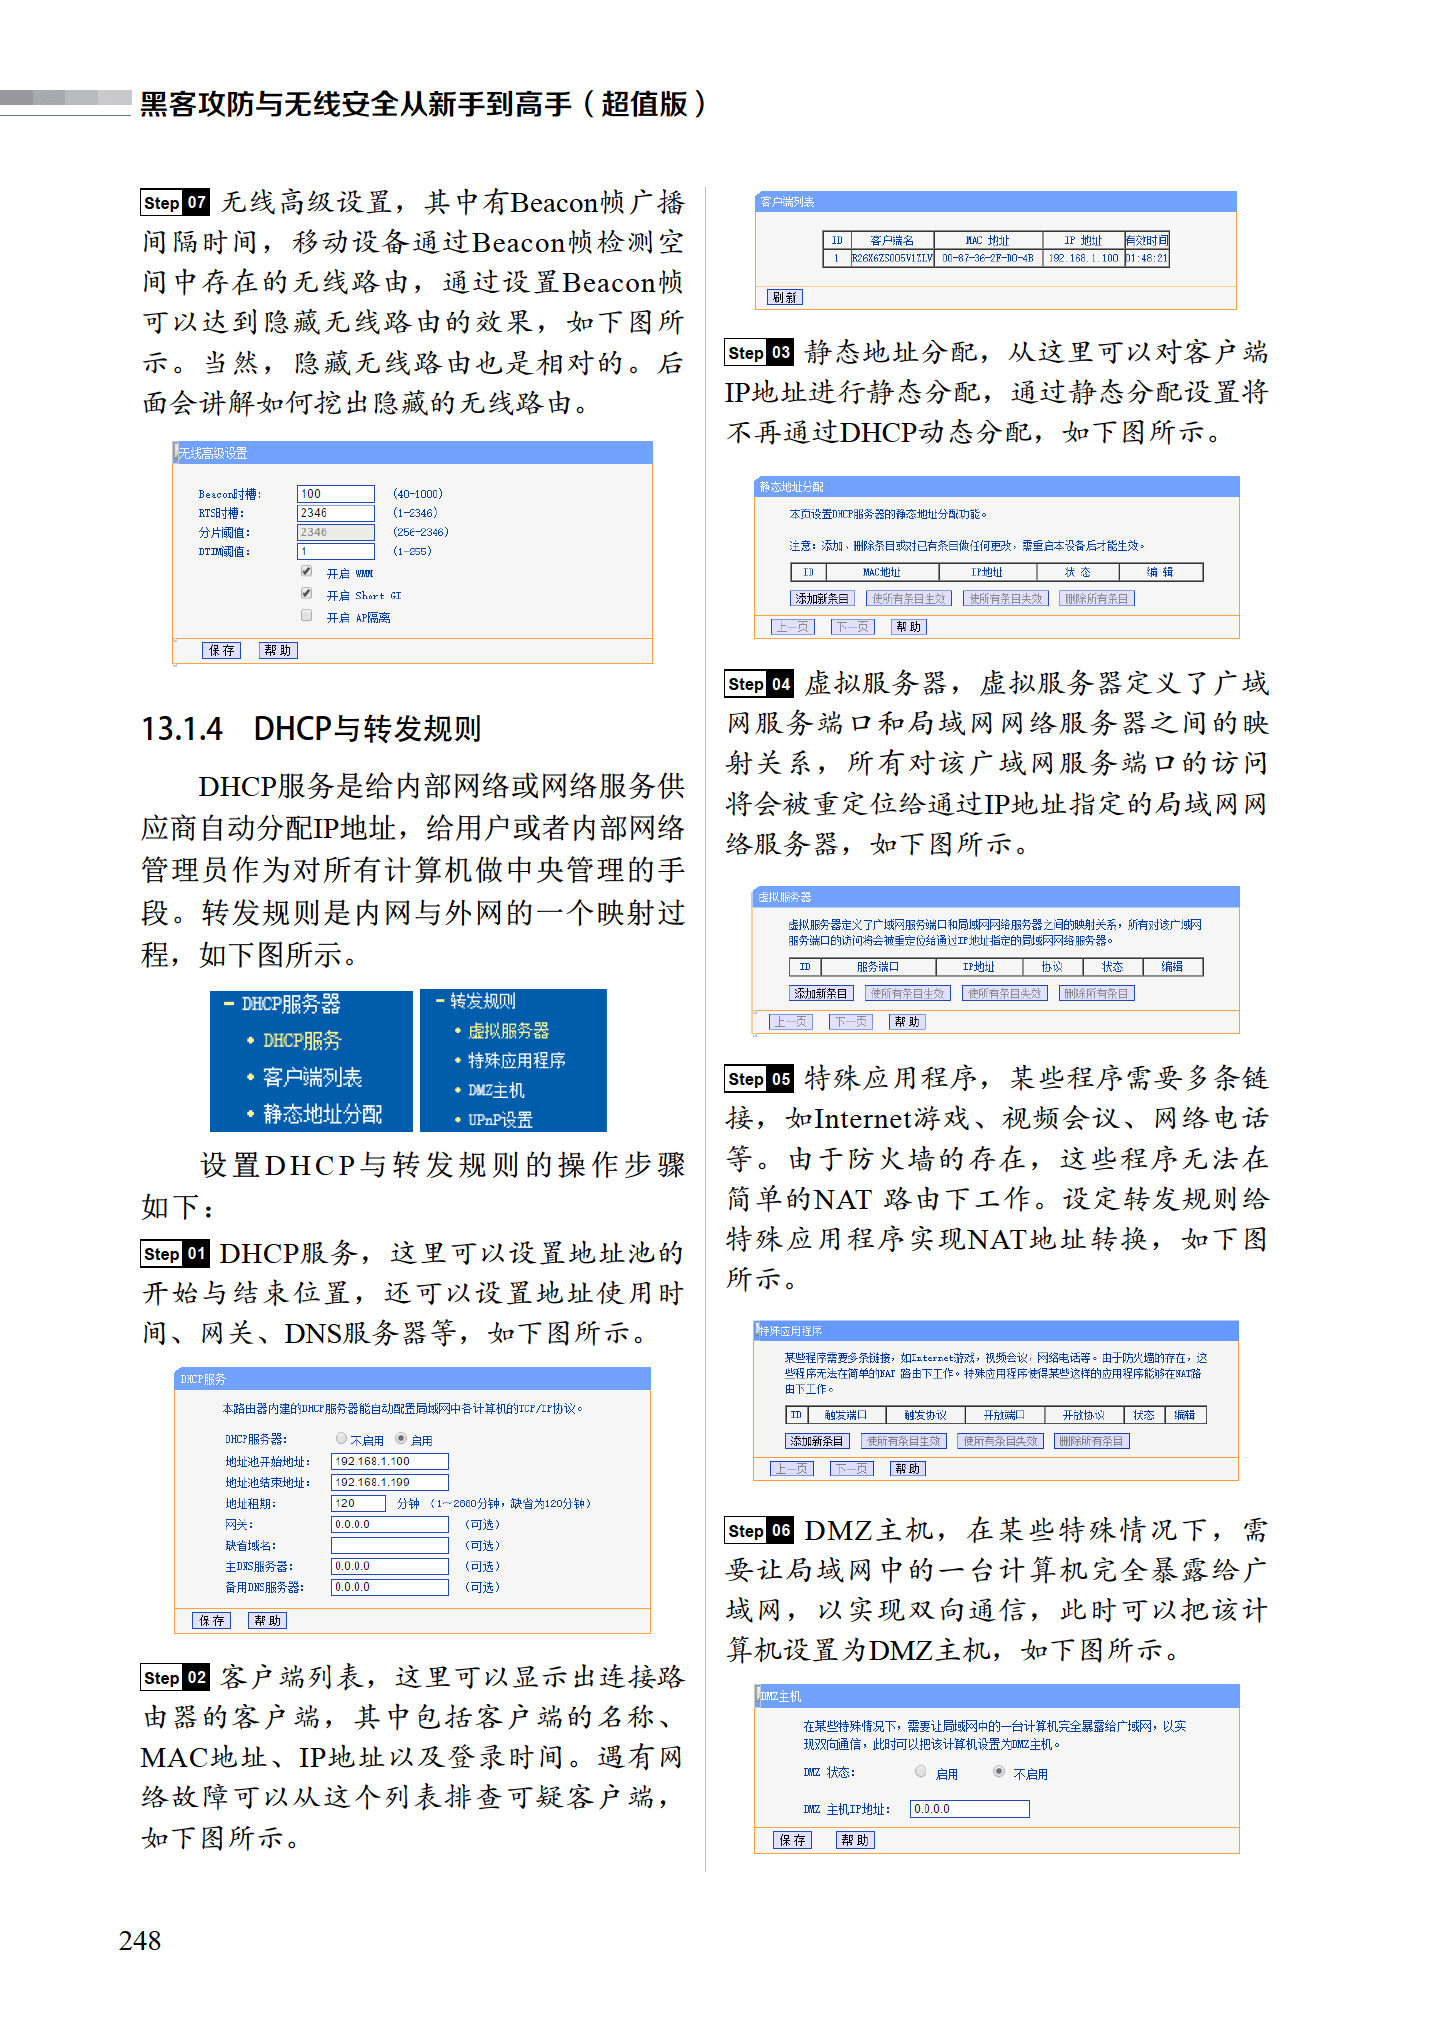 黑客攻防与无线安全从新手到高手（超值版）
Step 07 无线高级设置，其中有Beacon帧广播
间隔时间，移动设备通过Beacon帧检测空
间中存在的无线路由，通过设置Beacon帧
可以达到隐藏无线路由的效果，如下图所
示。当然，隐藏无线路由也是相对的。后
面会讲解如何挖出隐藏的无线路由。
无线高级设置
Beacon时槽： 100 (40-1000)
RTS时槽： 2346 (1-2346)
分片阈值： 2346 (256-2346)
DTIM阈值： 1 (1-255)
开启 WMM
开启 Short GI
开启 AP隔离
保存 帮助
13.1.4 DHCP与转发规则
DHCP服务是给内部网络或网络服务供
应商自动分配IP地址，给用户或者内部网络
管理员作为对所有计算机做中央管理的手
段。转发规则是内网与外网的一个映射过
程，如下图所示。
- DHCP服务器
• DHCP服务
• 客户端列表
• 静态地址分配
- 转发规则
• 虚拟服务器
• 特殊应用程序
• DMZ主机
• UPnP设置
设置DHCP与转发规则的操作步骤
如下：
Step 01 DHCP服务，这里可以设置地址池的
开始与结束位置，还可以设置地址使用时
间、网关、DNS服务器等，如下图所示。
DHCP服务
本路由器内建的DHCP服务器能自动配置局域网中各计算机的TCP/IP协议。
DHCP服务器： 不启用 启用
地址池开始地址： 192.168.1.100
地址池结束地址： 192.168.1.199
地址租期： 120 分钟 （1～2880分钟，缺省为120分钟）
网关： 0.0.0.0 （可选）
缺省域名： （可选）
主DNS服务器： 0.0.0.0 （可选）
备用DNS服务器： 0.0.0.0 （可选）
保存 帮助
Step 02 客户端列表，这里可以显示出连接路
由器的客户端，其中包括客户端的名称、
MAC地址、IP地址以及登录时间。遇有网
络故障可以从这个列表排查可疑客户端，
如下图所示。
客户端列表
ID 客户端名 MAC 地址 IP 地址 有效时间
1 R26X6ZS005V1ZLV 00-87-36-2F-D0-4B 192.168.1.100 01:48:21
刷新
Step 03 静态地址分配，从这里可以对客户端
IP地址进行静态分配，通过静态分配设置将
不再通过DHCP动态分配，如下图所示。
静态地址分配
本页设置DHCP服务器的静态地址分配功能。
注意：添加、删除条目或对已有条目做任何更改，需重启本设备后才能生效。
ID MAC地址 IP地址 状态 编辑
添加新条目 使所有条目生效 使所有条目失效 删除所有条目
上一页 下一页 帮助
Step 04 虚拟服务器，虚拟服务器定义了广域
网服务端口和局域网网络服务器之间的映
射关系，所有对该广域网服务端口的访问
将会被重定位给通过IP地址指定的局域网网
络服务器，如下图所示。
虚拟服务器
虚拟服务器定义了广域网服务端口和局域网网络服务器之间的映射关系，所有对该广域网
服务端口的访问将会被重定位给通过IP地址指定的局域网网络服务器。
ID 服务端口 IP地址 协议 状态 编辑
添加新条目 使所有条目生效 使所有条目失效 删除所有条目
上一页 下一页 帮助
Step 05 特殊应用程序，某些程序需要多条链
接，如Internet游戏、视频会议、网络电话
等。由于防火墙的存在，这些程序无法在
简单的NAT 路由下工作。设定转发规则给
特殊应用程序实现NAT地址转换，如下图
所示。
特殊应用程序
某些程序需要多条链接，如Internet游戏，视频会议，网络电话等。由于防火墙的存在，这
些程序无法在简单的NAT 路由下工作。特殊应用程序使得某些这样的应用程序能够在NAT路
由下工作。
ID 触发端口 触发协议 开放端口 开放协议 状态 编辑
添加新条目 使所有条目生效 使所有条目失效 删除所有条目
上一页 下一页 帮助
Step 06 DMZ主机，在某些特殊情况下，需
要让局域网中的一台计算机完全暴露给广
域网，以实现双向通信，此时可以把该计
算机设置为DMZ主机，如下图所示。
DMZ主机
在某些特殊情况下，需要让局域网中的一台计算机完全暴露给广域网，以实
现双向通信，此时可以把该计算机设置为DMZ主机。
DMZ 状态： 启用 不启用
DMZ 主机IP地址： 0.0.0.0
保存 帮助
248